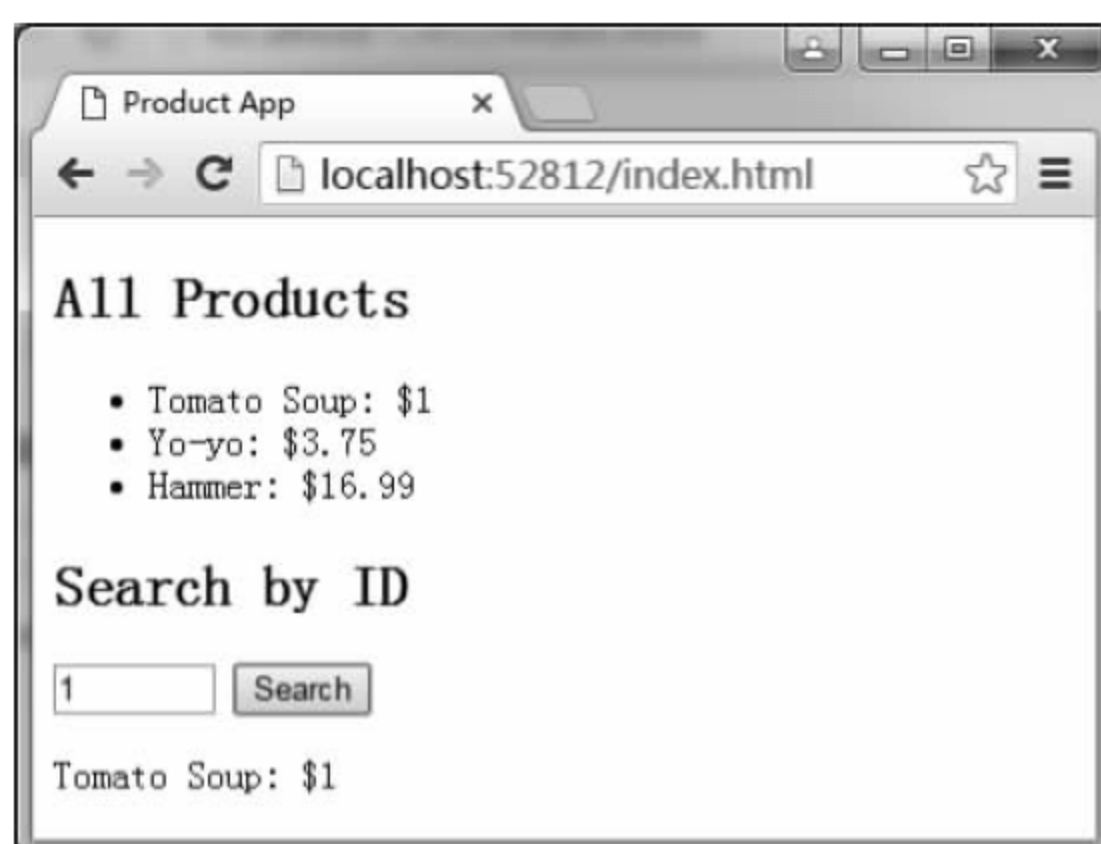 Product App
localhost:52812/index.html
All Products
• Tomato Soup: $1
• Yo-yo: $3.75
• Hammer: $16.99
Search by ID
1 Search
Tomato Soup: $1